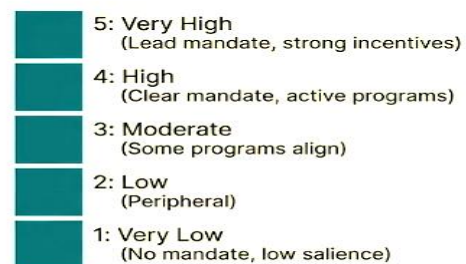 5: Very High
(Lead mandate, strong incentives)
4: High
(Clear mandate, active programs)
3: Moderate
(Some programs align)
2: Low
(Peripheral)
1: Very Low
(No mandate, low salience)